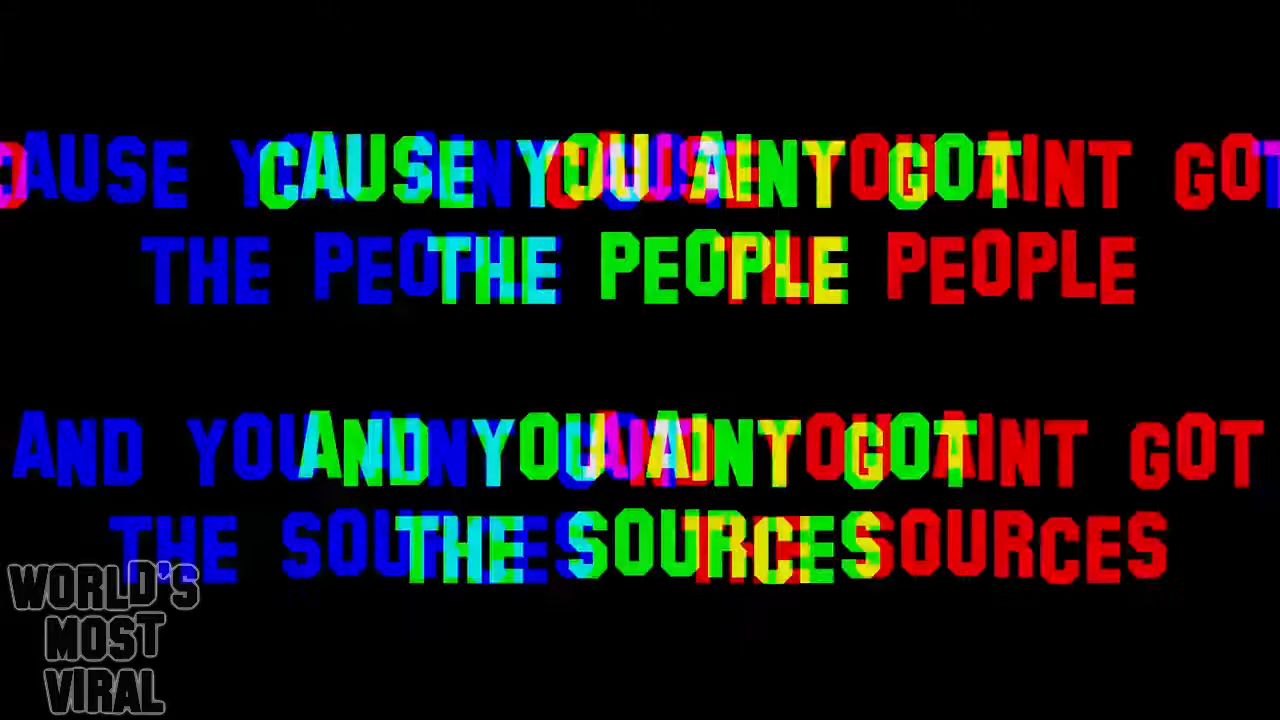 CAUSE YOU AINT GOT
THE PEOPLE
AND YOU AINT GOT
THE SOURCES
WORLD'S
MOST
VIRAL